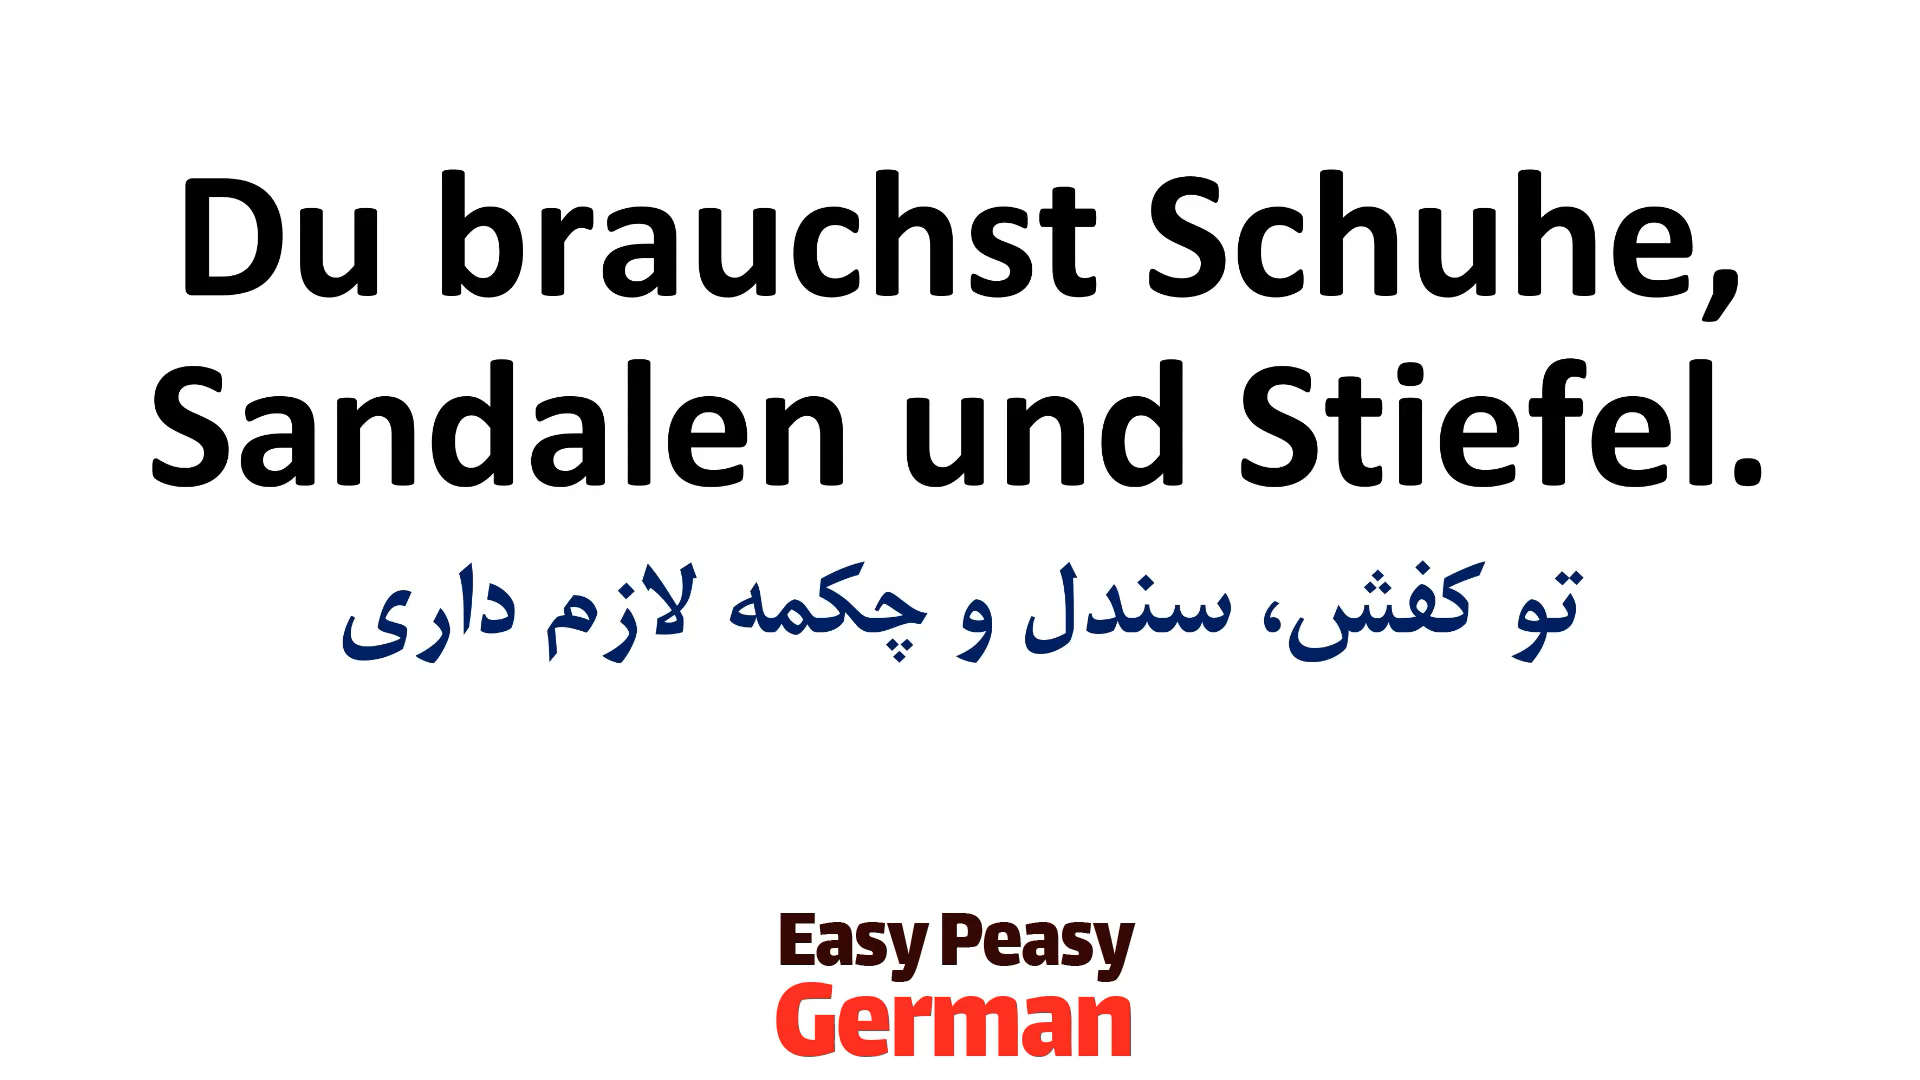 Du brauchst Schuhe,
Sandalen und Stiefel.
تو کفش، سندل و چکمه لازم داری
Easy Peasy
German